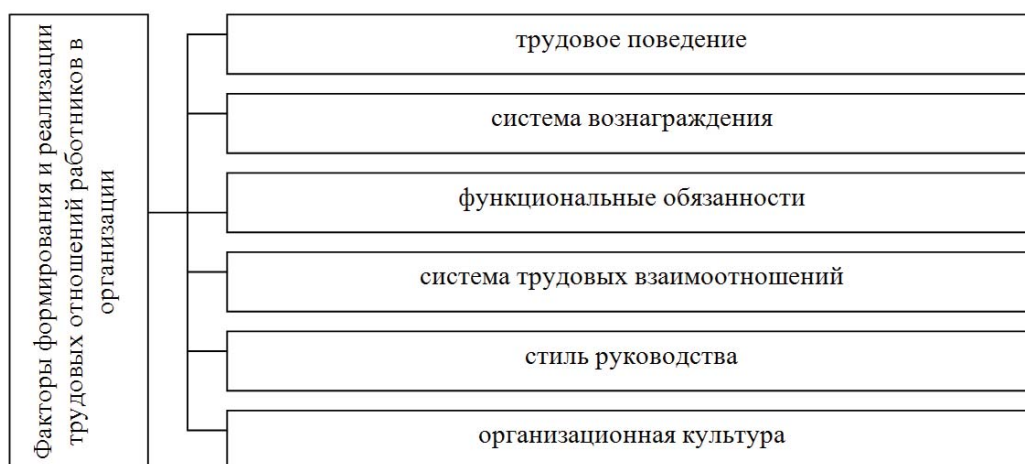 Факторы формирования и реализации
трудовых отношений работников в
организации
трудовое поведение
система вознаграждения
функциональные обязанности
система трудовых взаимоотношений
стиль руководства
организационная культура